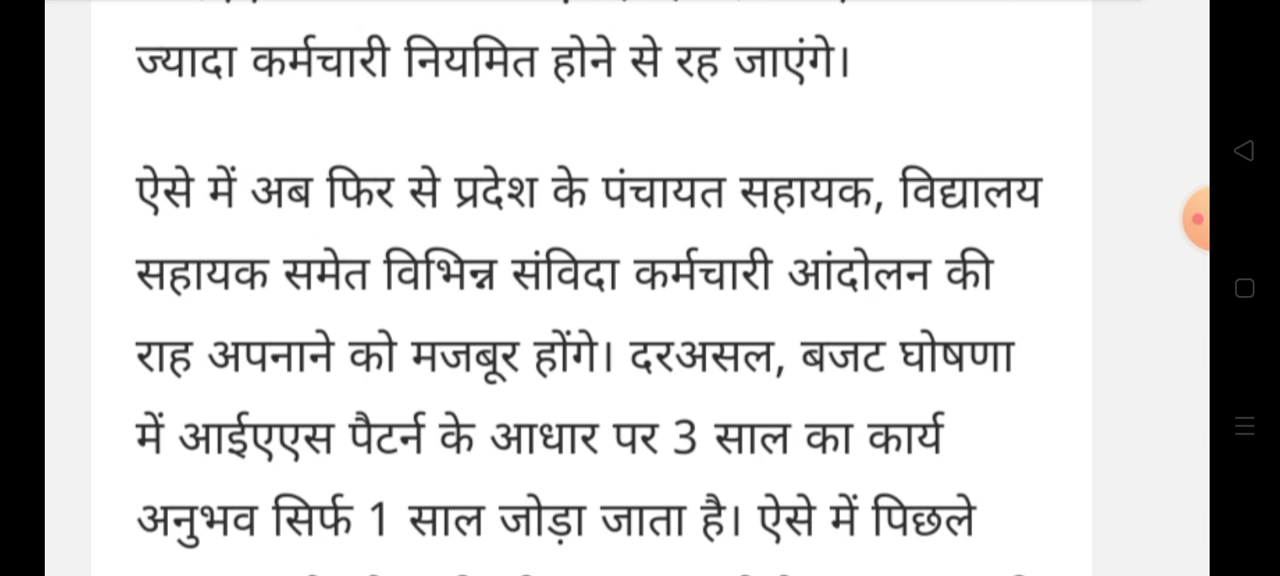 ज्यादा कर्मचारी नियमित होने से रह जाएंगे।
ऐसे में अब फिर से प्रदेश के पंचायत सहायक, विद्यालय
सहायक समेत विभिन्न संविदा कर्मचारी आंदोलन की
राह अपनाने को मजबूर होंगे। दरअसल, बजट घोषणा
में आईएएस पैटर्न के आधार पर 3 साल का कार्य
अनुभव सिर्फ 1 साल जोड़ा जाता है। ऐसे में पिछले